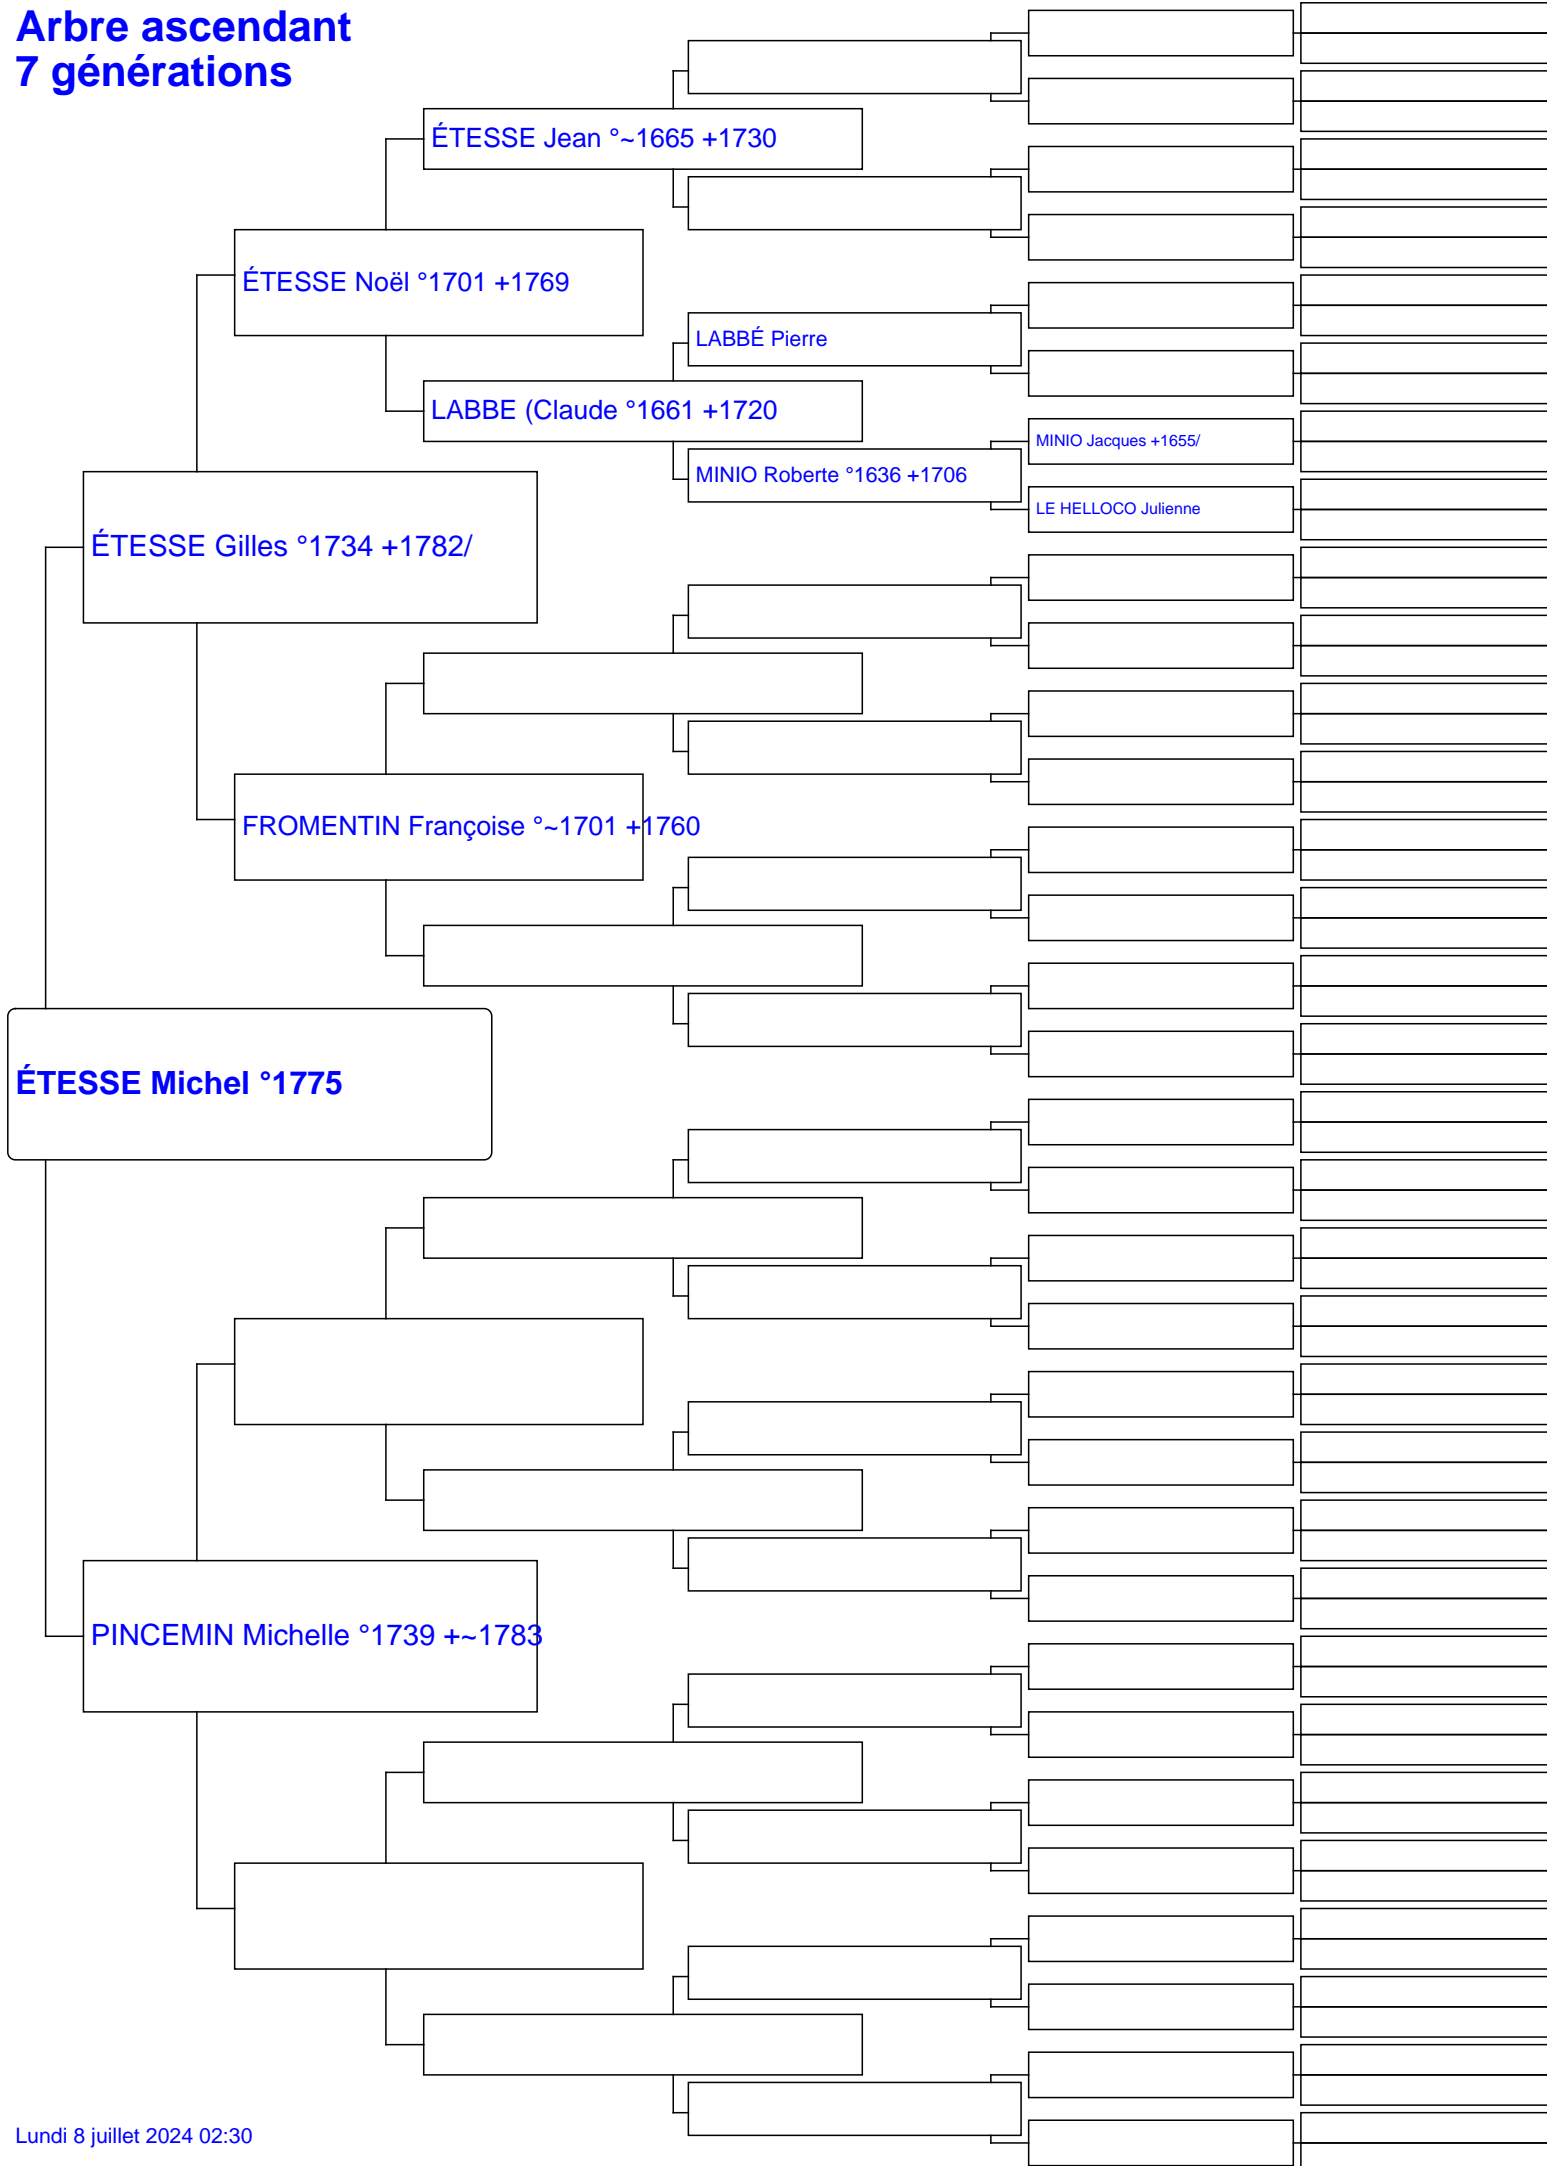 Arbre ascendant
7 générations
ÉTESSE Jean °~1665 +1730
ÉTESSE Noël °1701 +1769
LABBÉ Pierre
LABBE (Claude °1661 +1720
MINIO Jacques +1655/
MINIO Roberte °1636 +1706
LE HELLOCO Julienne
ÉTESSE Gilles °1734 +1782/
FROMENTIN Françoise °~1701 +1760
ÉTESSE Michel °1775
PINCEMIN Michelle °1739 +~1783
Lundi 8 juillet 2024 02:30